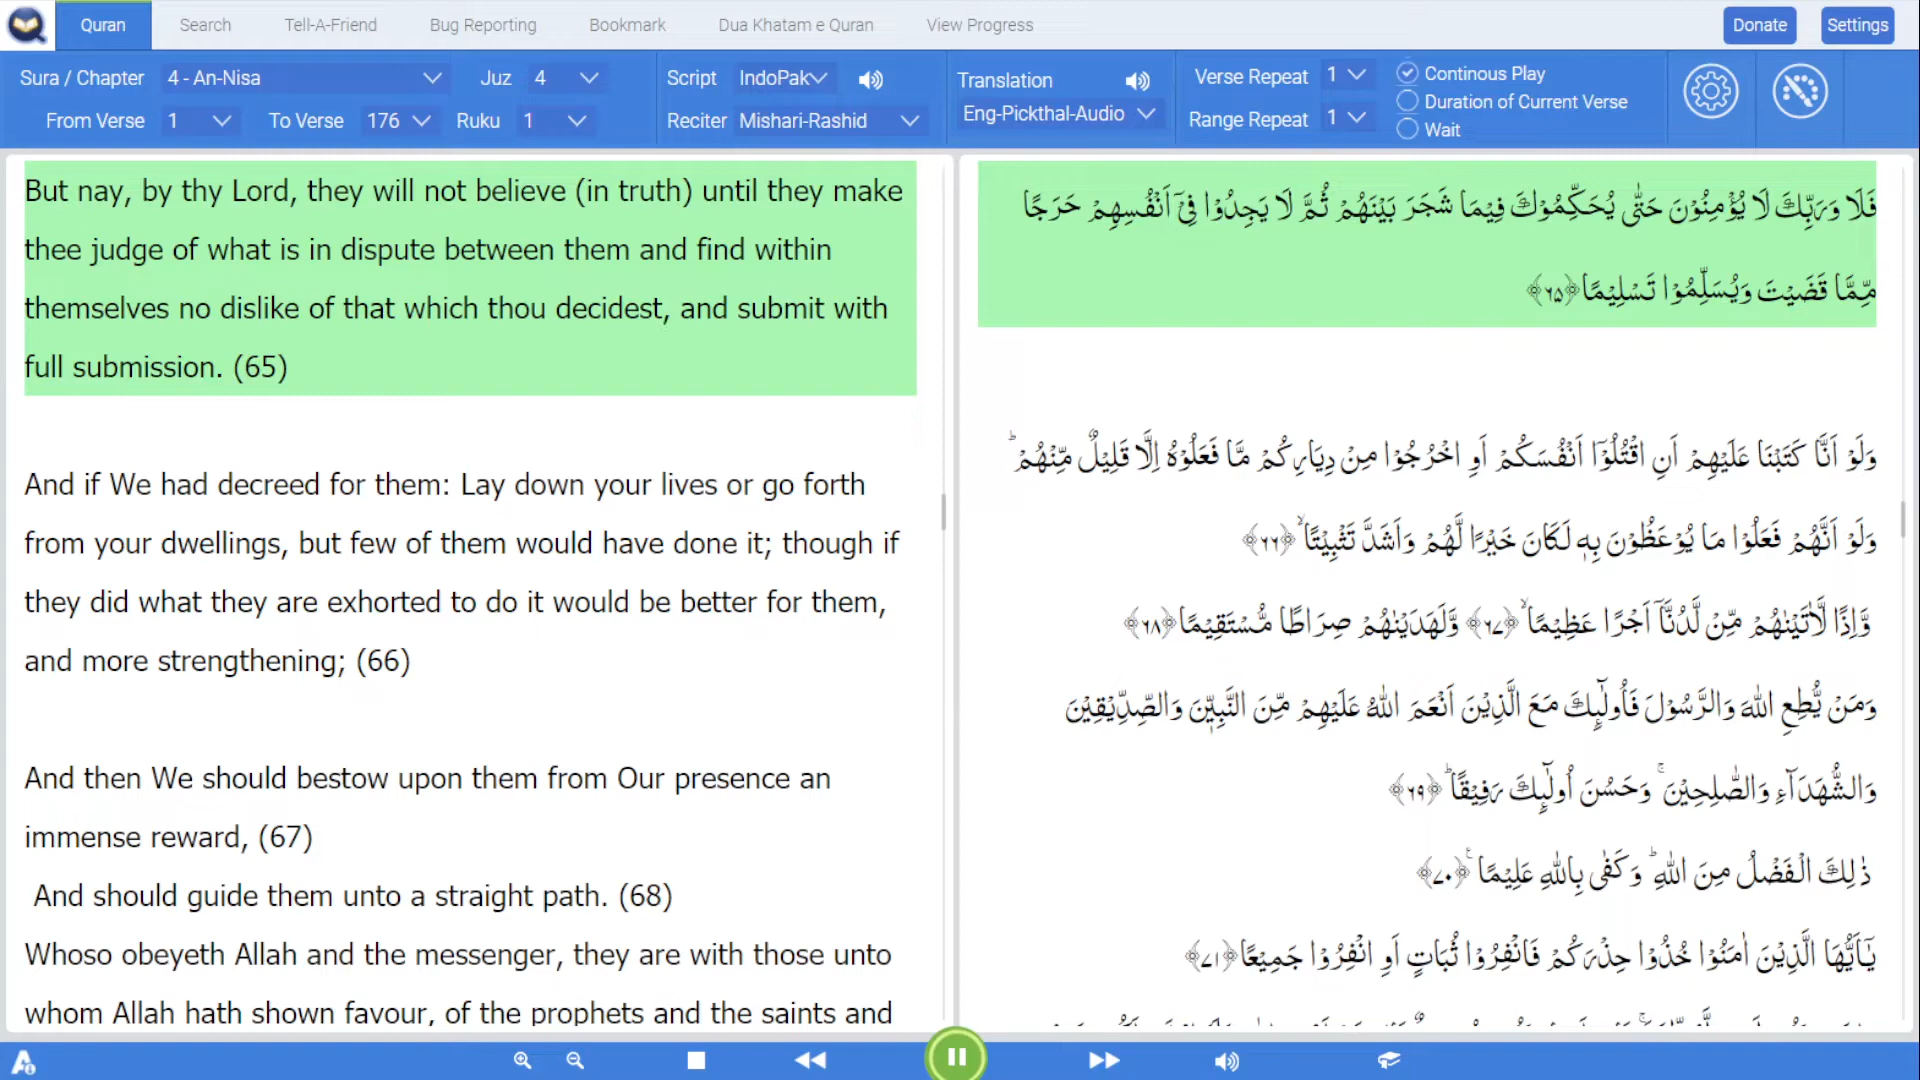 Quran
Search
Tell-A-Friend
Bug Reporting
Bookmark
Dua Khatam e Quran
View Progress
Donate
Settings
Sura / Chapter 4 - An-Nisa Juz 4
From Verse 1 To Verse 176 Ruku 1
Script IndoPak
Reciter Mishari-Rashid
Translation
Eng-Pickthal-Audio
Verse Repeat 1
Range Repeat 1
Continous Play
Duration of Current Verse
Wait
But nay, by thy Lord, they will not believe (in truth) until they make
thee judge of what is in dispute between them and find within
themselves no dislike of that which thou decidest, and submit with
full submission. (65)
And if We had decreed for them: Lay down your lives or go forth
from your dwellings, but few of them would have done it; though if
they did what they are exhorted to do it would be better for them,
and more strengthening; (66)
And then We should bestow upon them from Our presence an
immense reward, (67)
And should guide them unto a straight path. (68)
Whoso obeyeth Allah and the messenger, they are with those unto
whom Allah hath shown favour, of the prophets and the saints and
فَلَا وَرَبِّكَ لَا يُؤْمِنُوْنَ حَتّٰى يُحَكِّمُوْكَ فِيْمَا شَجَرَ بَيْنَهُمْ ثُمَّ لَا يَجِدُوْا فِىْۤ اَنْفُسِهِمْ حَرَجًا
مِّمَّا قَضَيْتَ وَيُسَلِّمُوْا تَسْلِيْمًا﴿۶۵﴾
وَلَوْ اَنَّا كَتَبْنَا عَلَيْهِمْ اَنِ اقْتُلُوْۤا اَنْفُسَكُمْ اَوِ اخْرُجُوْا مِنْ دِيَارِكُمْ مَّا فَعَلُوْهُ اِلَّا قَلِيْلٌ مِّنْهُمْ‌ؕ
وَلَوْ اَنَّهُمْ فَعَلُوْا مَا يُوْعَظُوْنَ بِهٖ لَكَانَ خَيْرًا لَّهُمْ وَاَشَدَّ تَثْبِيْتًا ۙ‏﴿۶۶﴾
وَّاِذًا لَّاٰتَيْنٰهُمْ مِّنْ لَّدُنَّاۤ اَجْرًا عَظِيْمًا ۙ‏﴿۶۷﴾ وَّلَهَدَيْنٰهُمْ صِرَاطًا مُّسْتَقِيْمًا‏﴿۶۸﴾
وَمَنْ يُّطِعِ اللّٰهَ وَالرَّسُوْلَ فَاُولٰٓئِكَ مَعَ الَّذِيْنَ اَنْعَمَ اللّٰهُ عَلَيْهِمْ مِّنَ النَّبِيّٖنَ وَالصِّدِّيْقِيْنَ
وَالشُّهَدَآءِ وَالصّٰلِحِيْنَ‌ ۚ وَحَسُنَ اُولٰٓئِكَ رَفِيْقًا ؕ‏﴿۶۹﴾
ذٰ لِكَ الْفَضْلُ مِنَ اللّٰهِ‌ ؕ وَكَفٰى بِاللّٰهِ عَلِيْمًا ۚ‏﴿۷۰﴾
يٰۤـاَيُّهَا الَّذِيْنَ اٰمَنُوْا خُذُوْا حِذْرَكُمْ فَانْفِرُوْا ثُبَاتٍ اَوِ انْفِرُوْا جَمِيْعًا‏﴿۷۱﴾